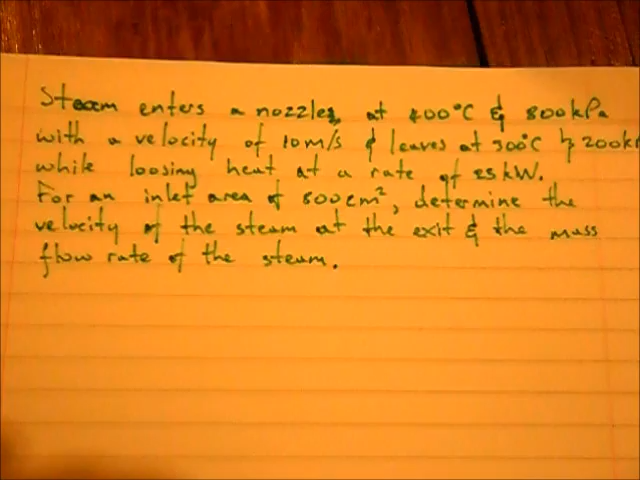 Steam enters a nozzle, at 400°C & 800kPa
with a velocity of 10m/s & leaves at 300°C & 200k
while loosing heat at a rate of 25kW.
For an inlet area of 800cm², determine the
velocity of the steam at the exit & the mass
flow rate of the steam.